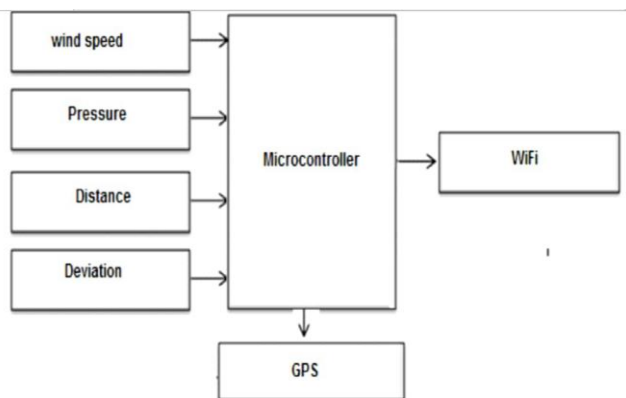 wind speed
Pressure
Distance
Deviation
Microcontroller
WiFi
GPS